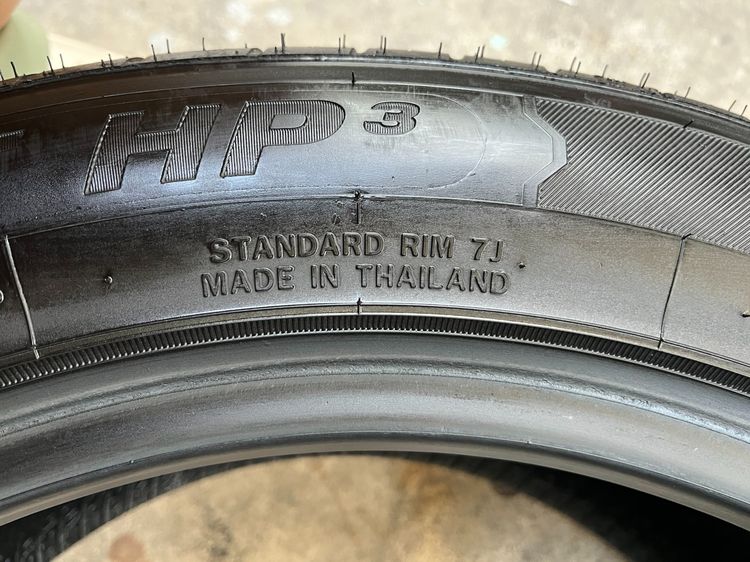 HP3
STANDARD RIM 7J
MADE IN THAILAND